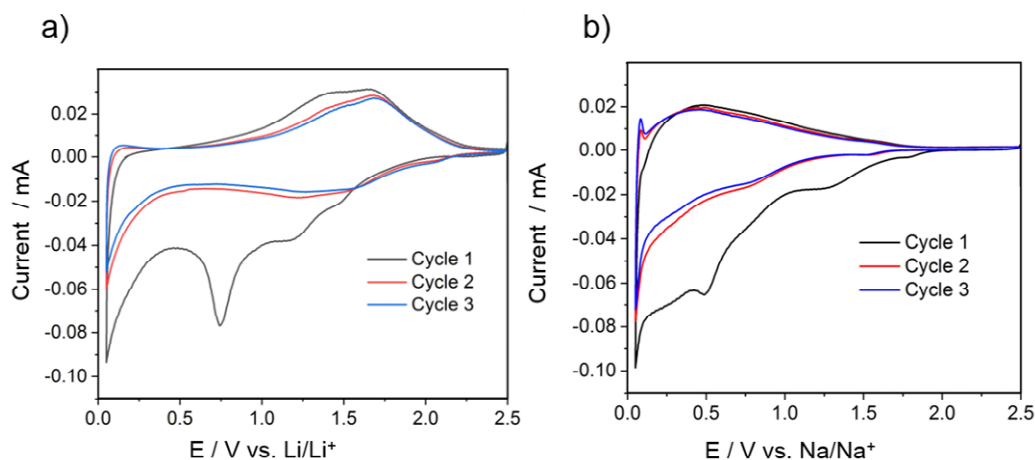 a)
b)
0.02
0.00
-0.02
-0.04
-0.06
-0.08
-0.10
Current / mA
0.0
0.5
1.0
1.5
2.0
2.5
E / V vs. Li/Li⁺
Cycle 1
Cycle 2
Cycle 3
0.02
0.00
-0.02
-0.04
-0.06
-0.08
-0.10
Current / mA
0.0
0.5
1.0
1.5
2.0
2.5
E / V vs. Na/Na⁺
Cycle 1
Cycle 2
Cycle 3